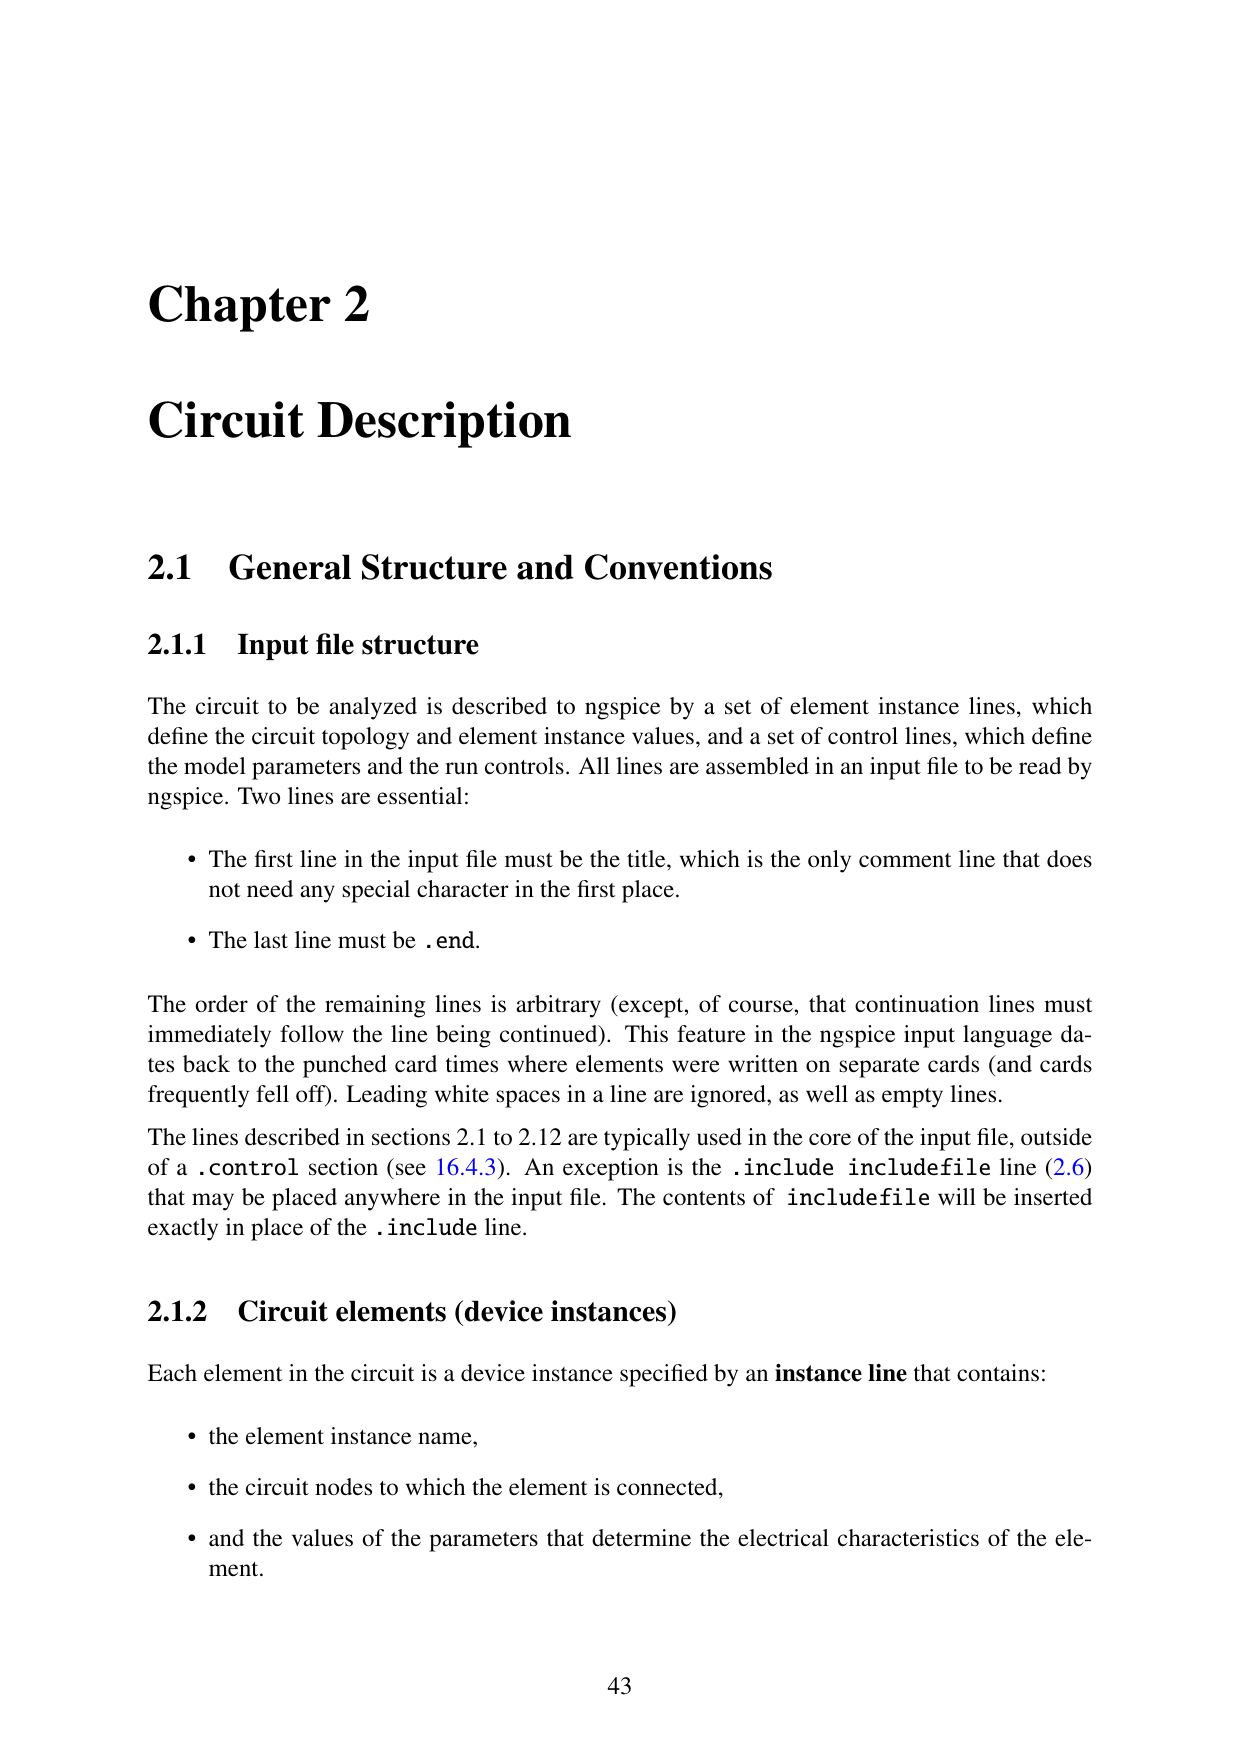 Chapter 2
Circuit Description
2.1 General Structure and Conventions
2.1.1 Input file structure
The circuit to be analyzed is described to ngspice by a set of element instance lines, which
define the circuit topology and element instance values, and a set of control lines, which define
the model parameters and the run controls. All lines are assembled in an input file to be read by
ngspice. Two lines are essential:
• The first line in the input file must be the title, which is the only comment line that does
not need any special character in the first place.
• The last line must be .end.
The order of the remaining lines is arbitrary (except, of course, that continuation lines must
immediately follow the line being continued). This feature in the ngspice input language da-
tes back to the punched card times where elements were written on separate cards (and cards
frequently fell off). Leading white spaces in a line are ignored, as well as empty lines.
The lines described in sections 2.1 to 2.12 are typically used in the core of the input file, outside
of a .control section (see 16.4.3). An exception is the .include includefile line (2.6)
that may be placed anywhere in the input file. The contents of includefile will be inserted
exactly in place of the .include line.
2.1.2 Circuit elements (device instances)
Each element in the circuit is a device instance specified by an instance line that contains:
• the element instance name,
• the circuit nodes to which the element is connected,
• and the values of the parameters that determine the electrical characteristics of the ele-
ment.
43